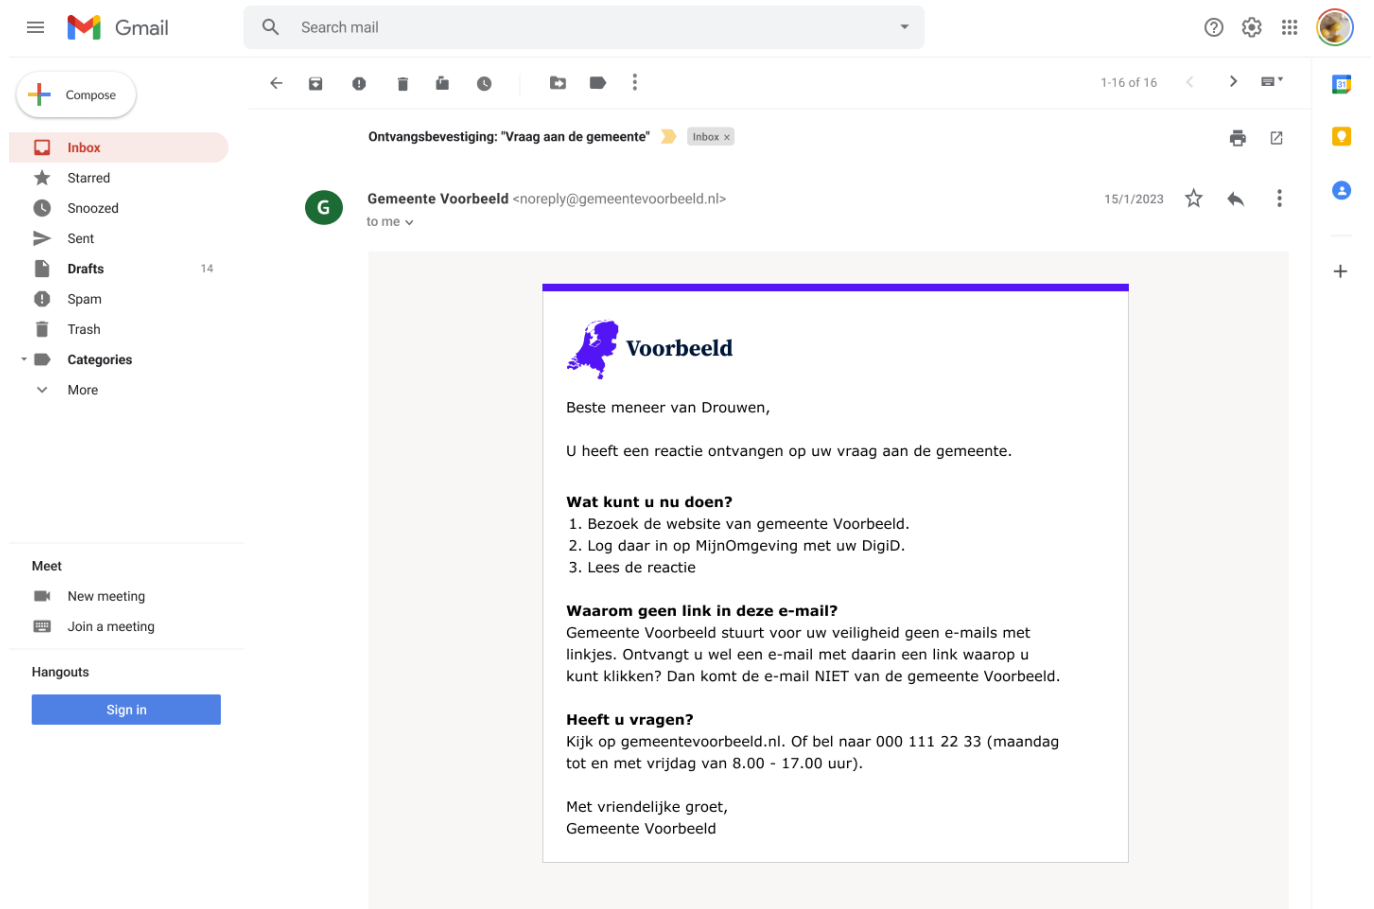 Gmail
Search mail
Compose
1-16 of 16
31
Inbox
Starred
Snoozed
Sent
Drafts 14
Spam
Trash
Categories
More
Meet
New meeting
Join a meeting
Hangouts
Sign in
Ontvangsbevestiging: "Vraag aan de gemeente" Inbox ×
G
Gemeente Voorbeeld <noreply@gemeentevoorbeeld.nl> 15/1/2023
to me
Voorbeeld
Beste meneer van Drouwen,
U heeft een reactie ontvangen op uw vraag aan de gemeente.
Wat kunt u nu doen?
1. Bezoek de website van gemeente Voorbeeld.
2. Log daar in op MijnOmgeving met uw DigiD.
3. Lees de reactie
Waarom geen link in deze e-mail?
Gemeente Voorbeeld stuurt voor uw veiligheid geen e-mails met
linkjes. Ontvangt u wel een e-mail met daarin een link waarop u
kunt klikken? Dan komt de e-mail NIET van de gemeente Voorbeeld.
Heeft u vragen?
Kijk op gemeentevoorbeeld.nl. Of bel naar 000 111 22 33 (maandag
tot en met vrijdag van 8.00 - 17.00 uur).
Met vriendelijke groet,
Gemeente Voorbeeld